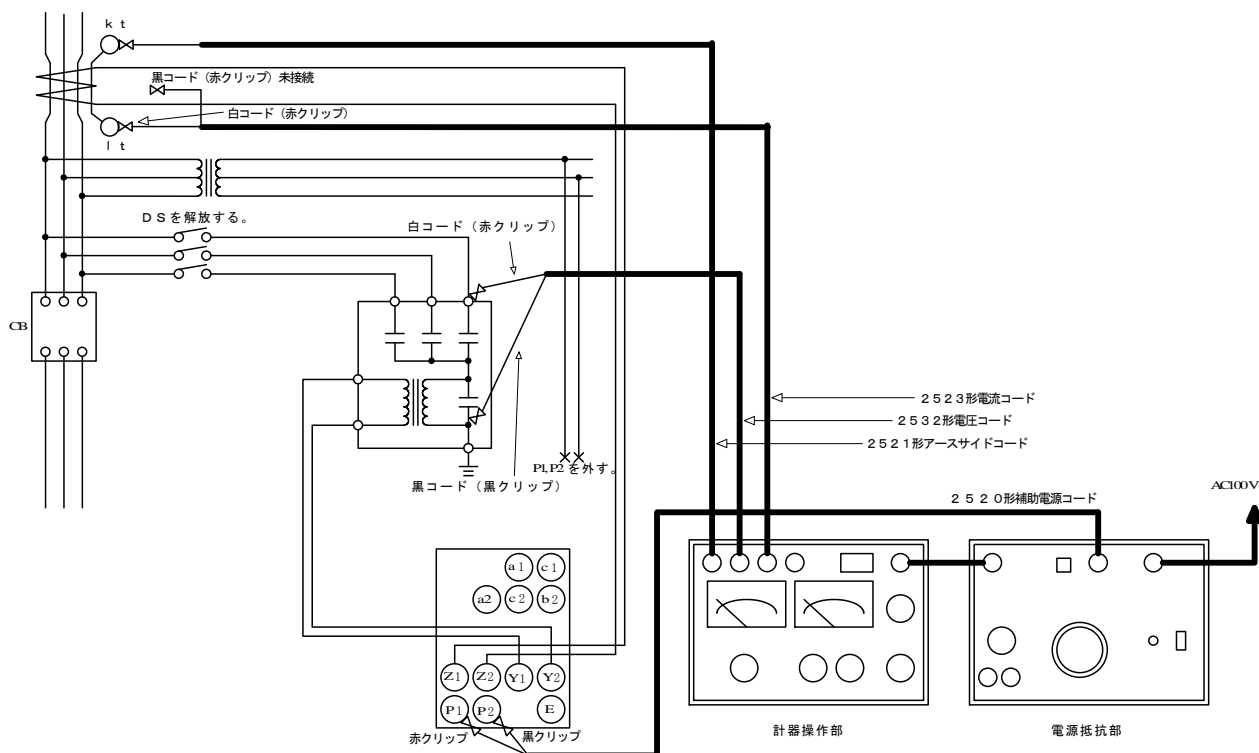 k t
黒コード（赤クリップ）未接続
白コード（赤クリップ）
l t
DSを解放する。
白コード（赤クリップ）
CB
2523形電流コード
2532形電圧コード
2521形アースサイドコード
P1,P2を外す。
黒コード（黒クリップ）
AC100V
2520形補助電源コード
a1
c1
a2
c2
b2
Z1
Z2
Y1
Y2
P1
P2
E
赤クリップ
黒クリップ
計器操作部
電源抵抗部